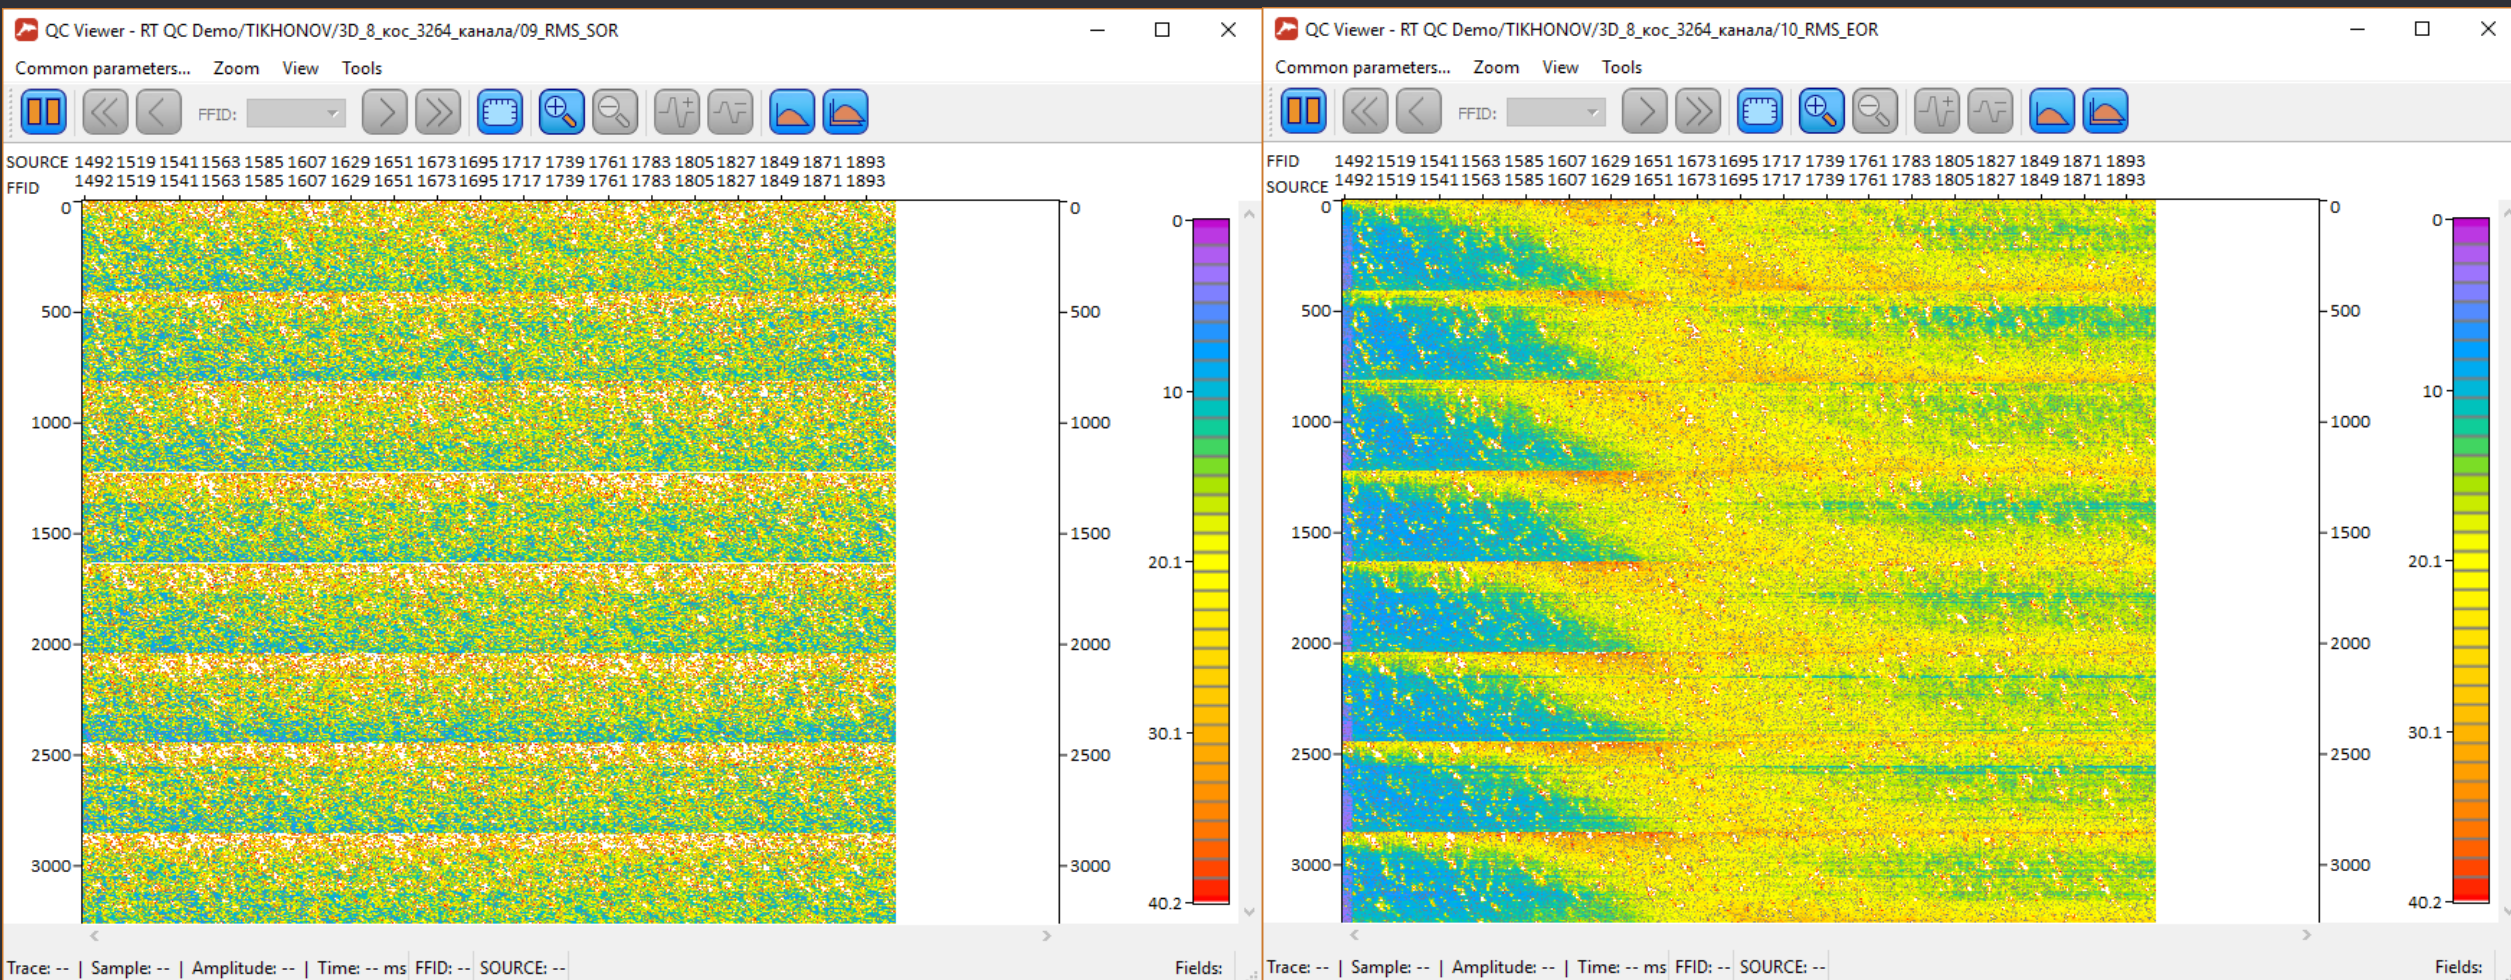 QC Viewer - RT QC Demo/TIKHONOV/3D_8_кос_3264_канала/09_RMS_SOR
Common parameters... Zoom View Tools
FFID:
SOURCE 1492 1519 1541 1563 1585 1607 1629 1651 1673 1695 1717 1739 1761 1783 1805 1827 1849 1871 1893
FFID 1492 1519 1541 1563 1585 1607 1629 1651 1673 1695 1717 1739 1761 1783 1805 1827 1849 1871 1893
0 0 0
500 500
10
1000 1000
1500 1500
20.1
2000 2000
30.1
2500 2500
3000 3000
40.2
Trace: -- | Sample: -- | Amplitude: -- | Time: -- ms FFID: -- SOURCE: -- Fields:
QC Viewer - RT QC Demo/TIKHONOV/3D_8_кос_3264_канала/10_RMS_EOR
Common parameters... Zoom View Tools
FFID:
FFID 1492 1519 1541 1563 1585 1607 1629 1651 1673 1695 1717 1739 1761 1783 1805 1827 1849 1871 1893
SOURCE 1492 1519 1541 1563 1585 1607 1629 1651 1673 1695 1717 1739 1761 1783 1805 1827 1849 1871 1893
0 0 0
500 500
10
1000 1000
1500 1500
20.1
2000 2000
30.1
2500 2500
3000 3000
40.2
Trace: -- | Sample: -- | Amplitude: -- | Time: -- ms FFID: -- SOURCE: -- Fields: